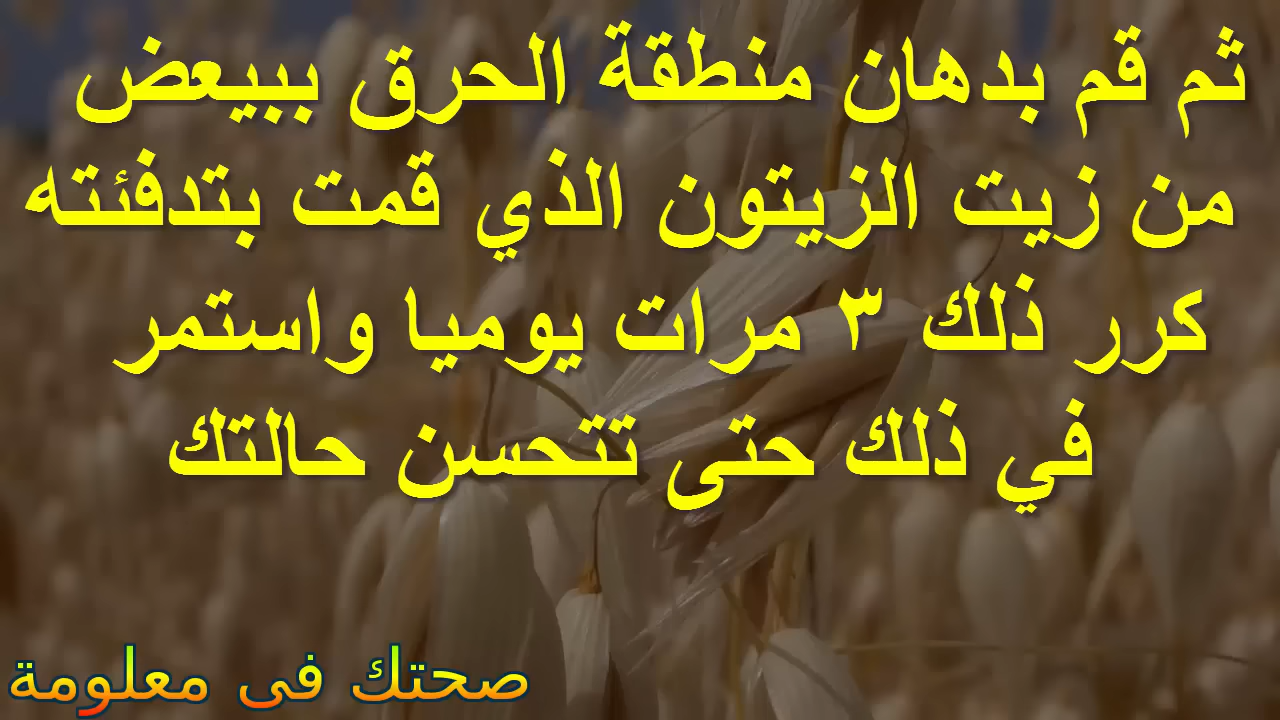 ثم قم بدهان منطقة الحرق ببيعض
من زيت الزيتون الذي قمت بتدفئته
كرر ذلك ٣ مرات يوميا واستمر
في ذلك حتى تتحسن حالتك
صحتك فى معلومة